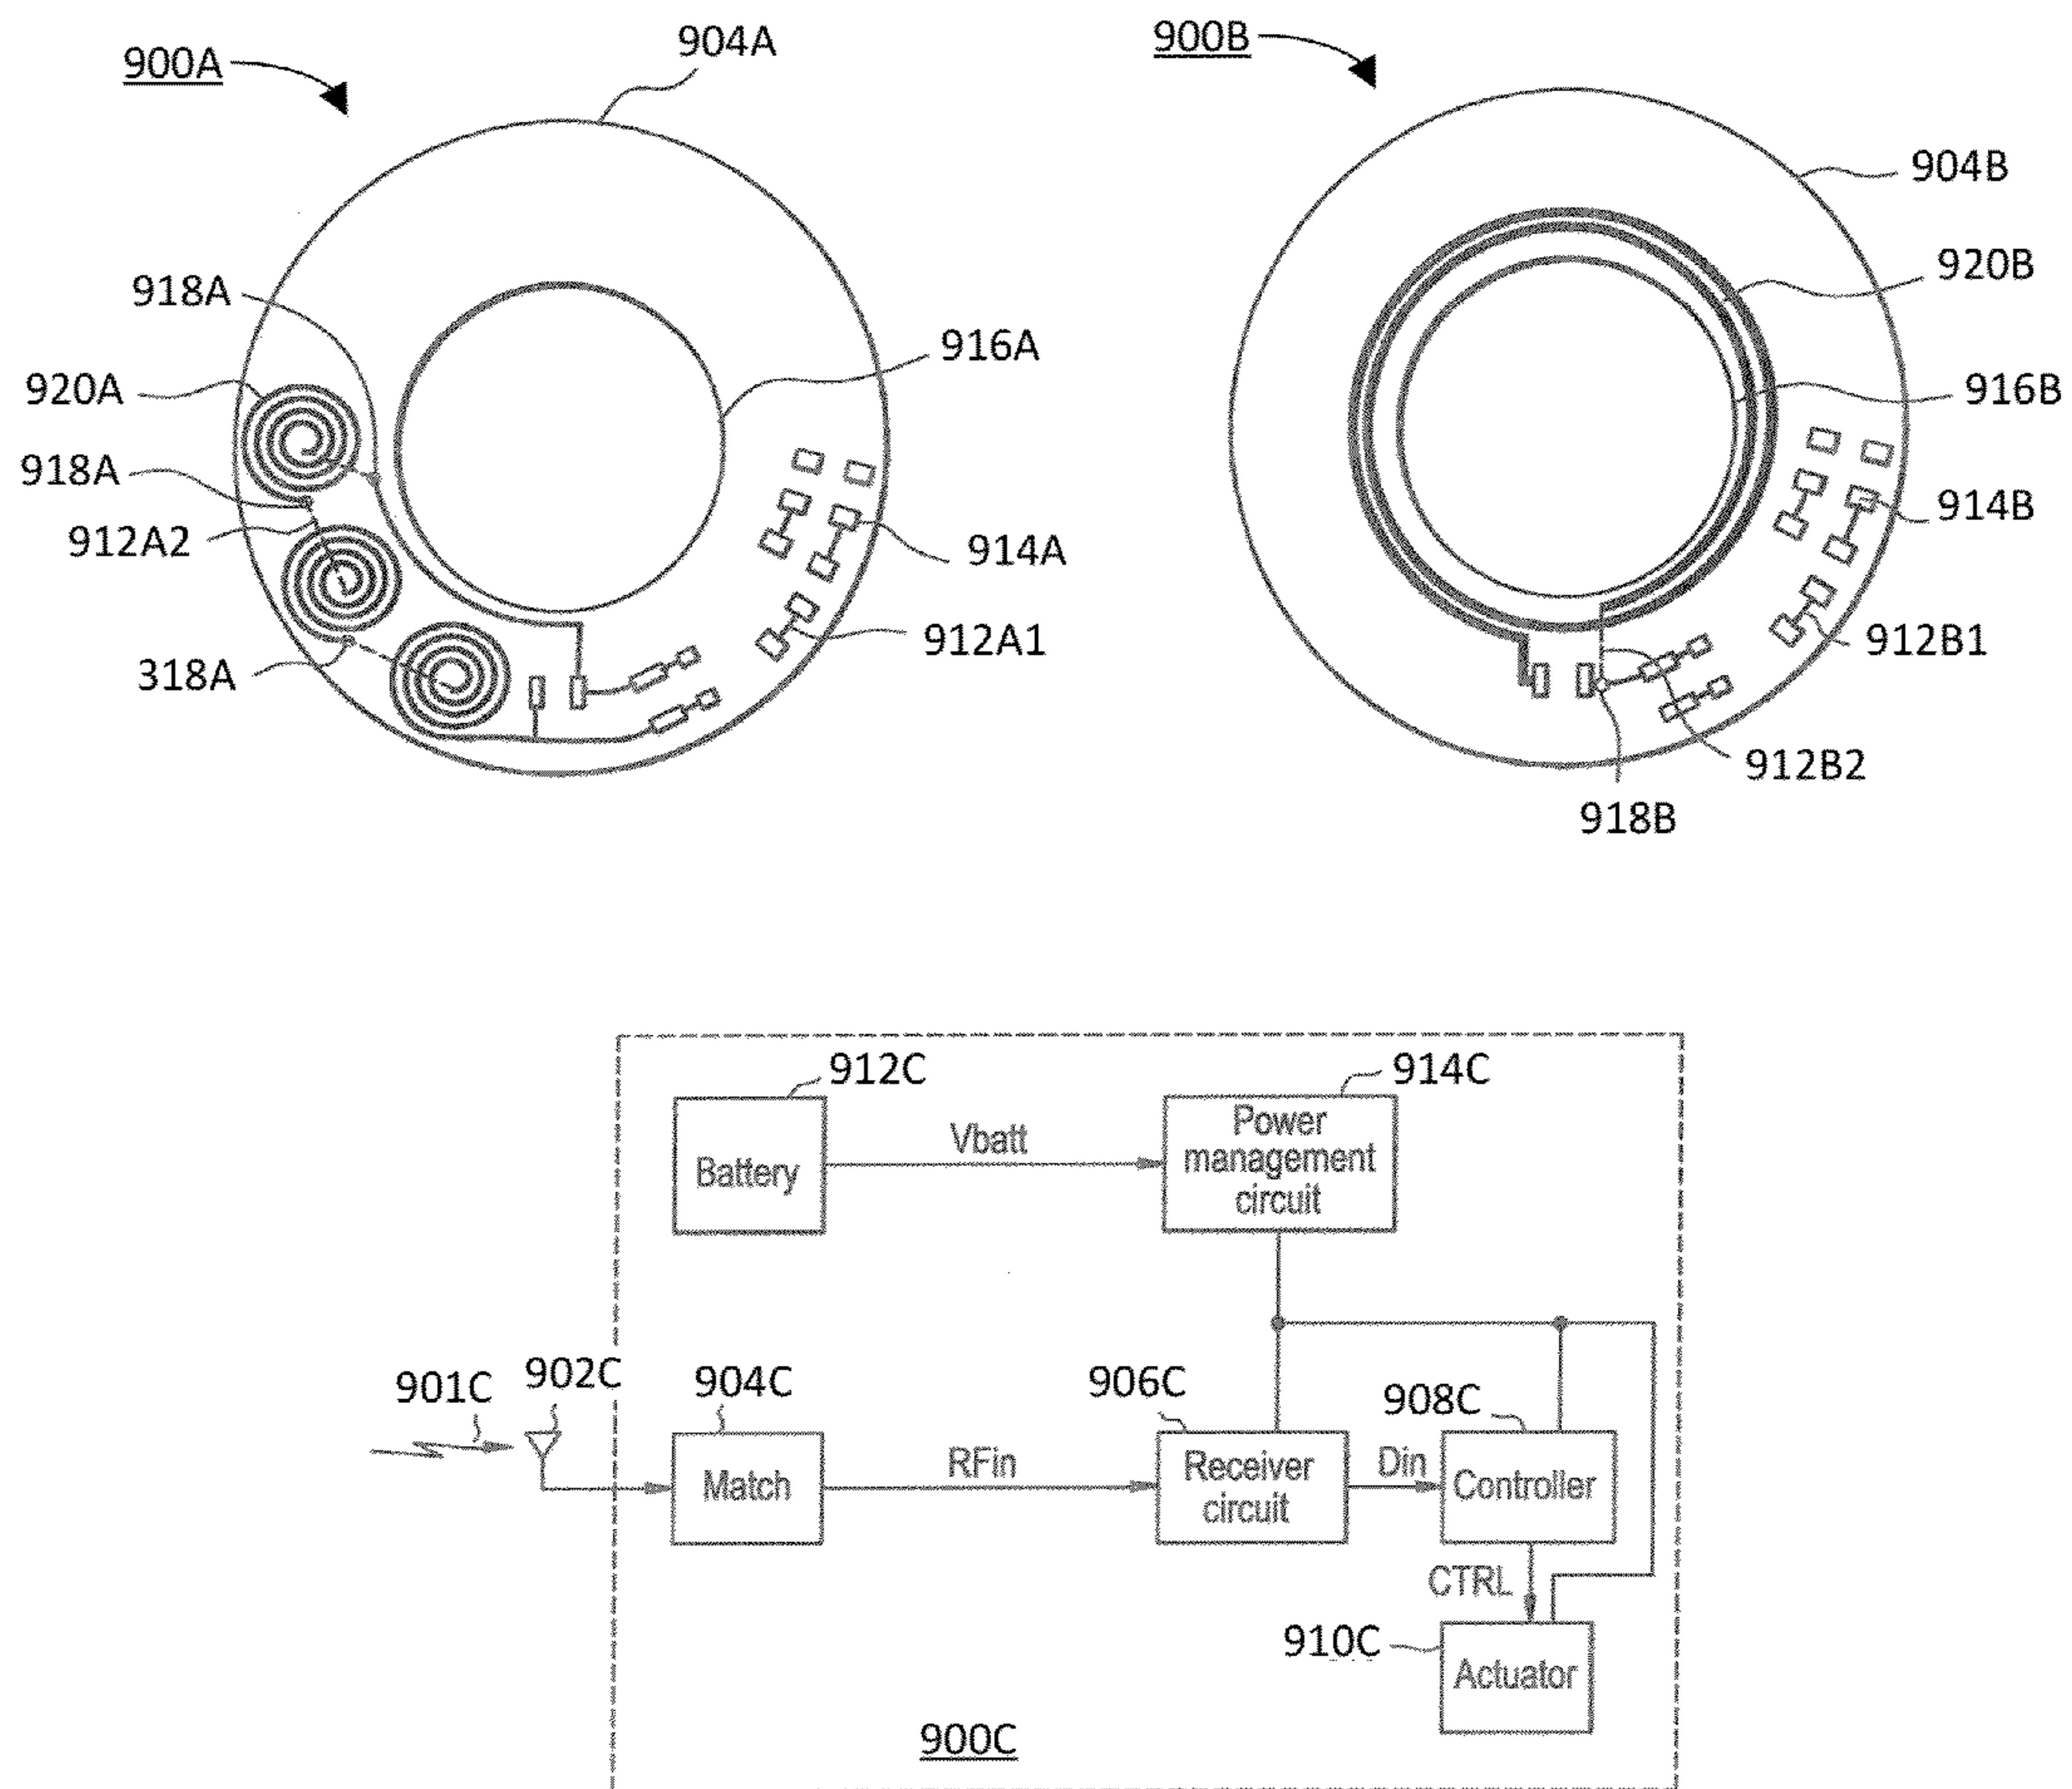 900A
904A
918A
920A
916A
918A
912A2
914A
912A1
318A
900B
904B
920B
916B
914B
912B1
912B2
918B
912C
914C
Battery
Vbatt
Power
management
circuit
901C
902C
904C
906C
908C
Match
RFin
Receiver
circuit
Din
Controller
CTRL
910C
Actuator
900C